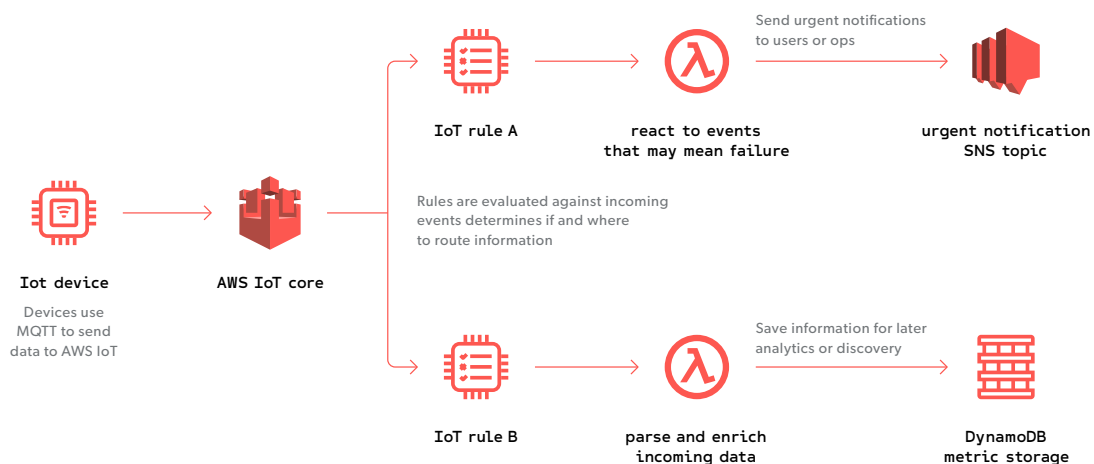 Send urgent notifications
to users or ops
IoT rule A
react to events
that may mean failure
urgent notification
SNS topic
Rules are evaluated against incoming
events determines if and where
to route information
Iot device
Devices use
MQTT to send
data to AWS IoT
AWS IoT core
Save information for later
analytics or discovery
IoT rule B
parse and enrich
incoming data
DynamoDB
metric storage